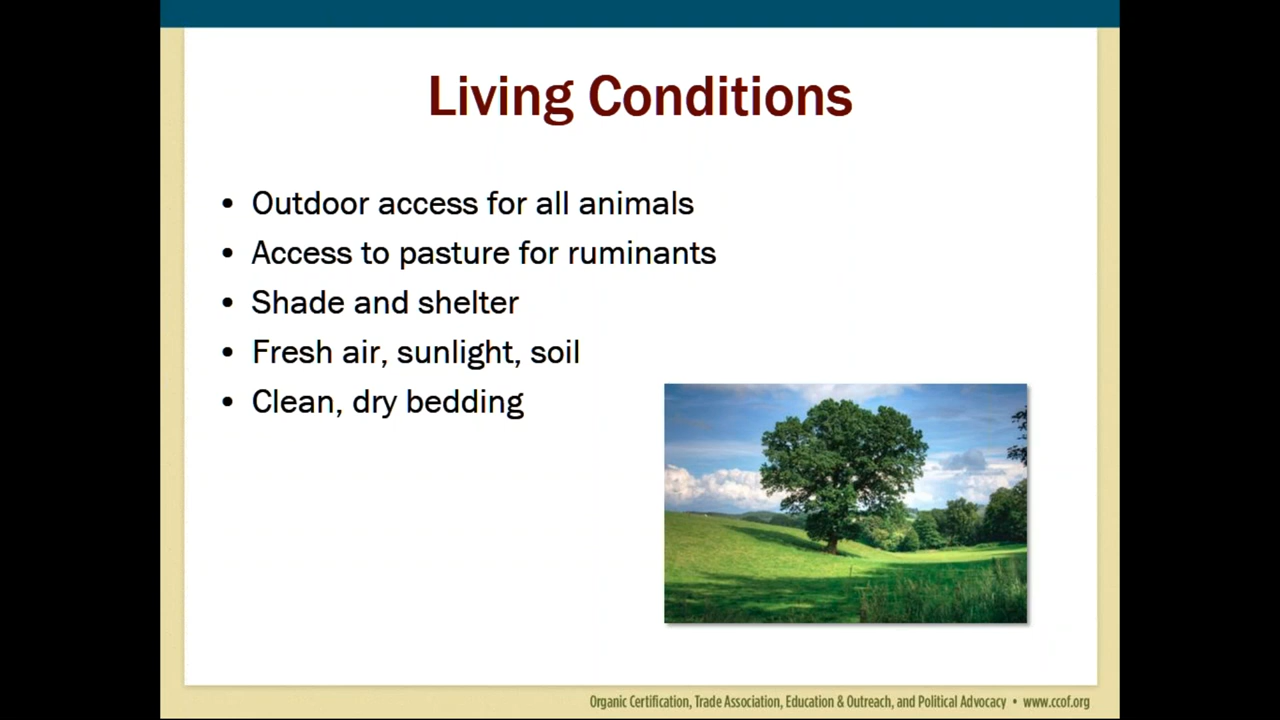 Living Conditions
• Outdoor access for all animals
• Access to pasture for ruminants
• Shade and shelter
• Fresh air, sunlight, soil
• Clean, dry bedding
Organic Certification, Trade Association, Education & Outreach, and Political Advocacy • www.ccof.org